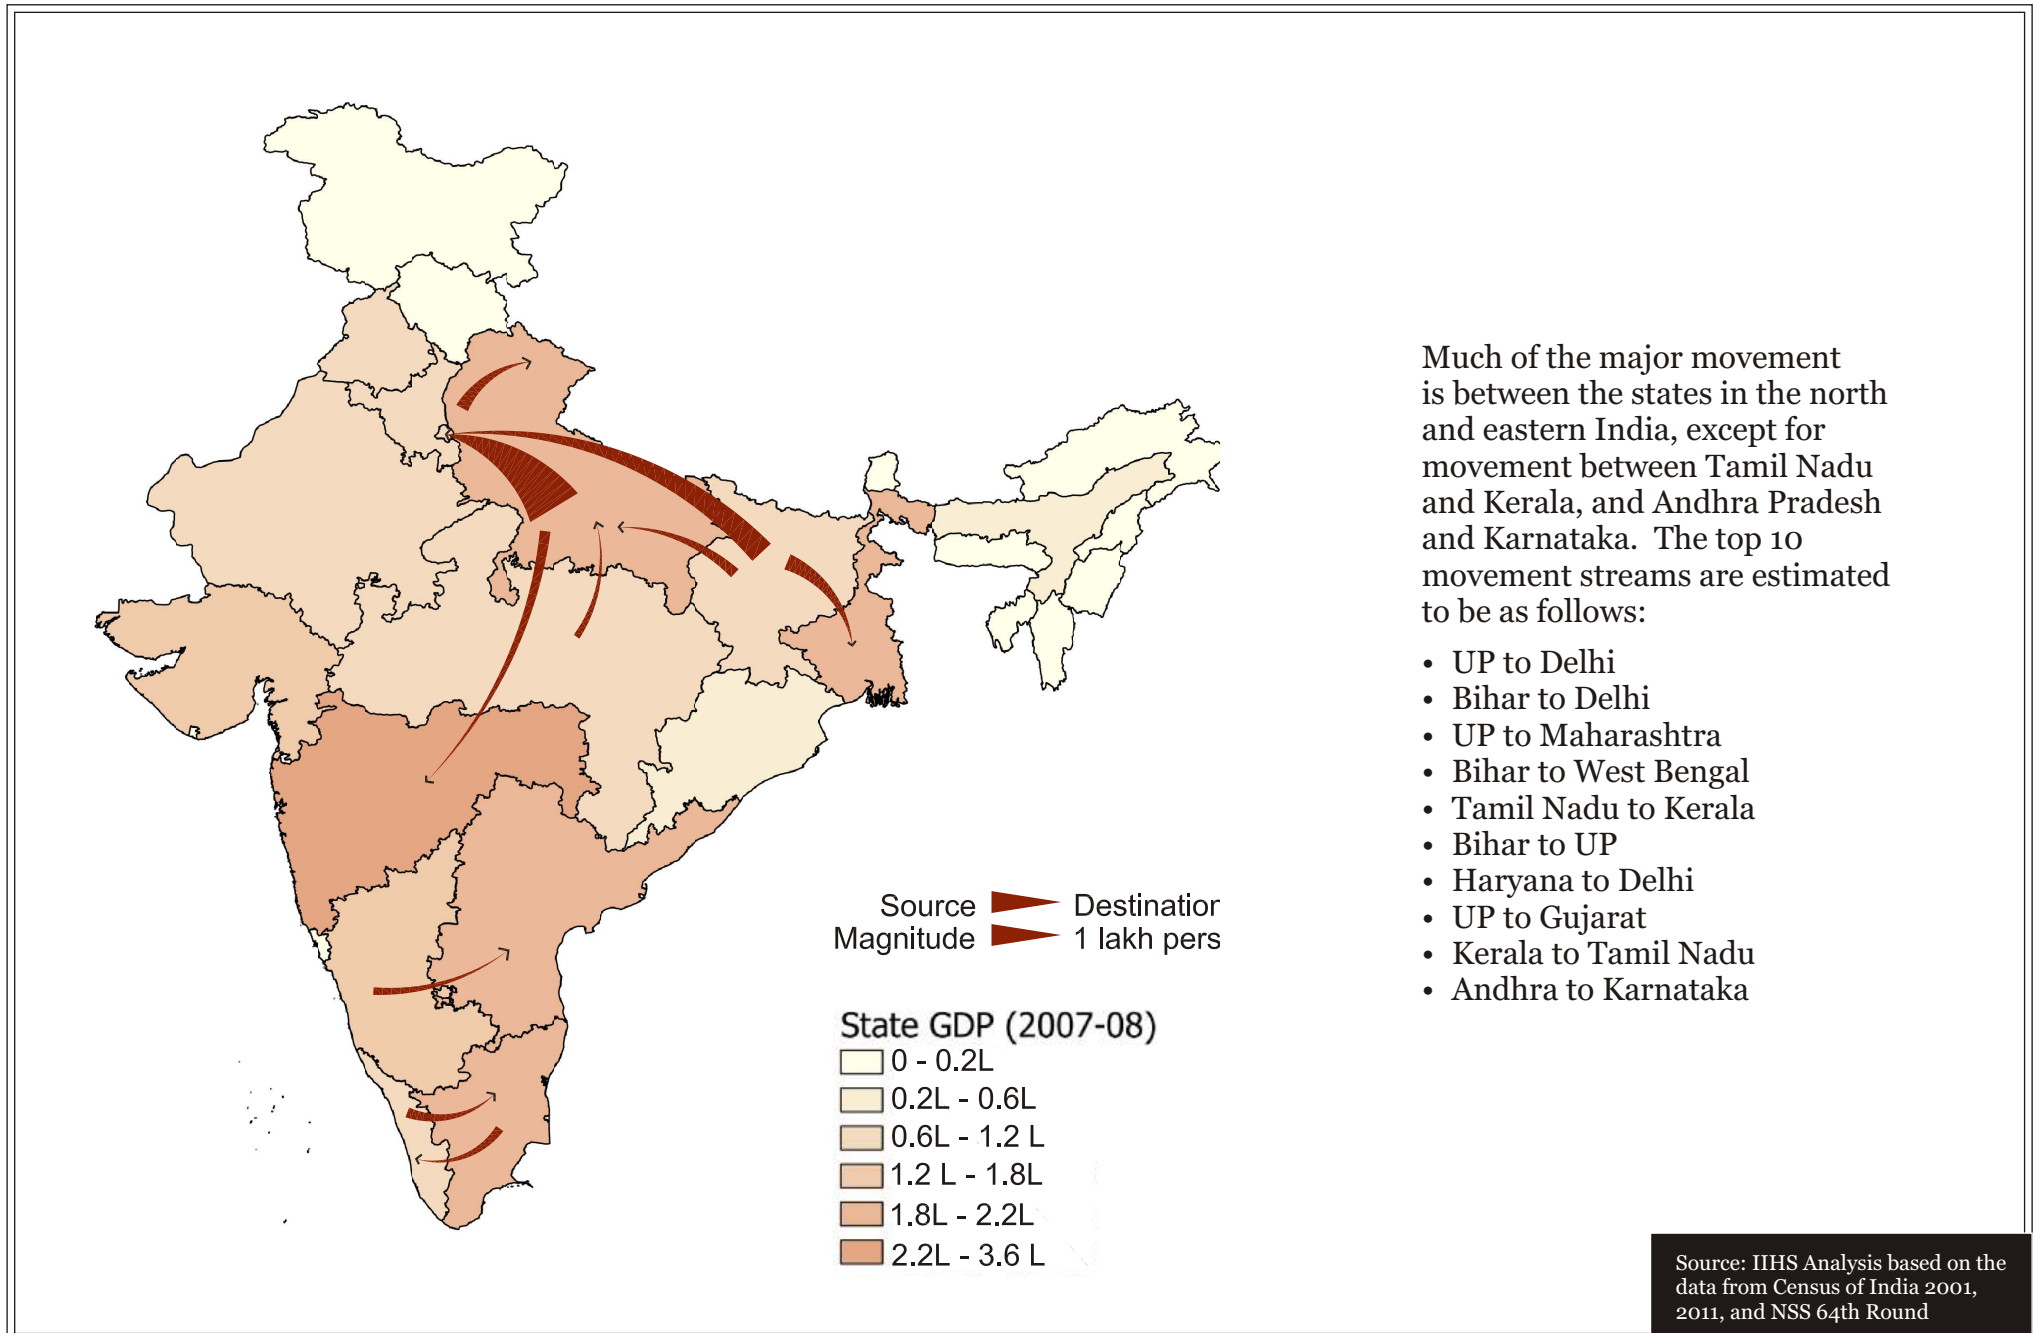 Much of the major movement
is between the states in the north
and eastern India, except for
movement between Tamil Nadu
and Kerala, and Andhra Pradesh
and Karnataka.  The top 10
movement streams are estimated
to be as follows:
• UP to Delhi
• Bihar to Delhi
• UP to Maharashtra
• Bihar to West Bengal
• Tamil Nadu to Kerala
• Bihar to UP
• Haryana to Delhi
• UP to Gujarat
• Kerala to Tamil Nadu
• Andhra to Karnataka
Source Destination
Magnitude 1 lakh pers
State GDP (2007-08)
0 - 0.2L
0.2L - 0.6L
0.6L - 1.2 L
1.2 L - 1.8L
1.8L - 2.2L
2.2L - 3.6 L
Source: IIHS Analysis based on the
data from Census of India 2001,
2011, and NSS 64th Round